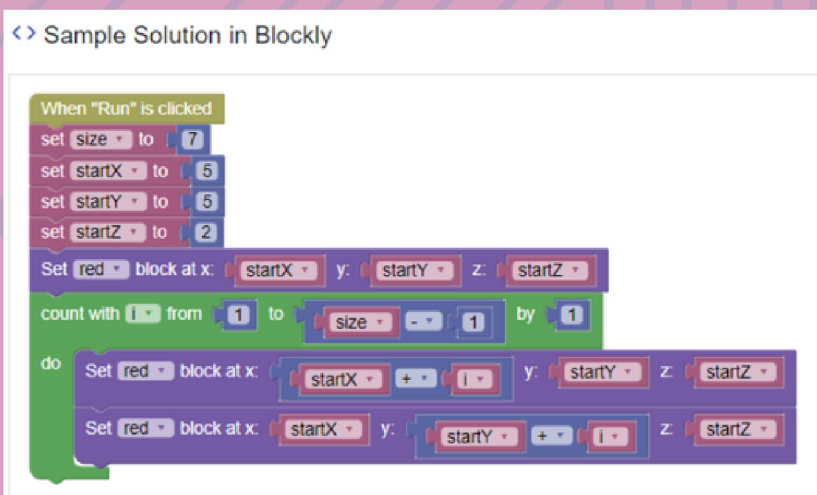 <> Sample Solution in Blockly
When "Run" is clicked
set size to 7
set startX to 5
set startY to 5
set startZ to 2
Set red block at x: startX y: startY z: startZ
count with i from 1 to size - 1 by 1
do
Set red block at x: startX + i y: startY z: startZ
Set red block at x: startX y: startY + i z: startZ